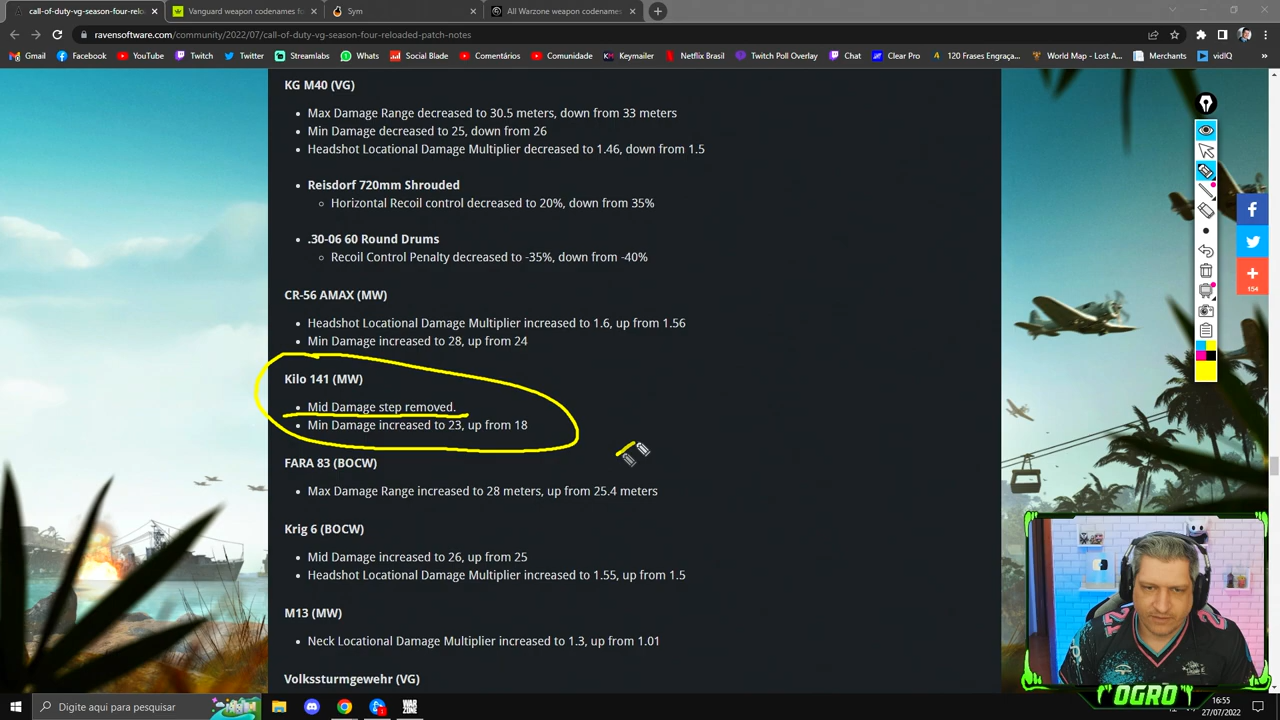 call-of-duty-vg-season-four-reloa
Vanguard weapon codenames fo
Sym
All Warzone weapon codenames
ravensoftware.com/community/2022/07/call-of-duty-vg-season-four-reloaded-patch-notes
Gmail Facebook YouTube Twitch Twitter Streamlabs Whats Social Blade Comentários Comunidade Keymailer Netflix Brasil Twitch Poll Overlay Chat Clear Pro 120 Frases Engraça... World Map - Lost A... Merchants vidIQ
KG M40 (VG)
• Max Damage Range decreased to 30.5 meters, down from 33 meters
• Min Damage decreased to 25, down from 26
• Headshot Locational Damage Multiplier decreased to 1.46, down from 1.5
• Reisdorf 720mm Shrouded
○ Horizontal Recoil control decreased to 20%, down from 35%
• .30-06 60 Round Drums
○ Recoil Control Penalty decreased to -35%, down from -40%
CR-56 AMAX (MW)
• Headshot Locational Damage Multiplier increased to 1.6, up from 1.56
• Min Damage increased to 28, up from 24
Kilo 141 (MW)
• Mid Damage step removed.
• Min Damage increased to 23, up from 18
FARA 83 (BOCW)
• Max Damage Range increased to 28 meters, up from 25.4 meters
Krig 6 (BOCW)
• Mid Damage increased to 26, up from 25
• Headshot Locational Damage Multiplier increased to 1.55, up from 1.5
M13 (MW)
• Neck Locational Damage Multiplier increased to 1.3, up from 1.01
Volkssturmgewehr (VG)
154
OGRO
Digite aqui para pesquisar
WAR ZONE
16:55
27/07/2022